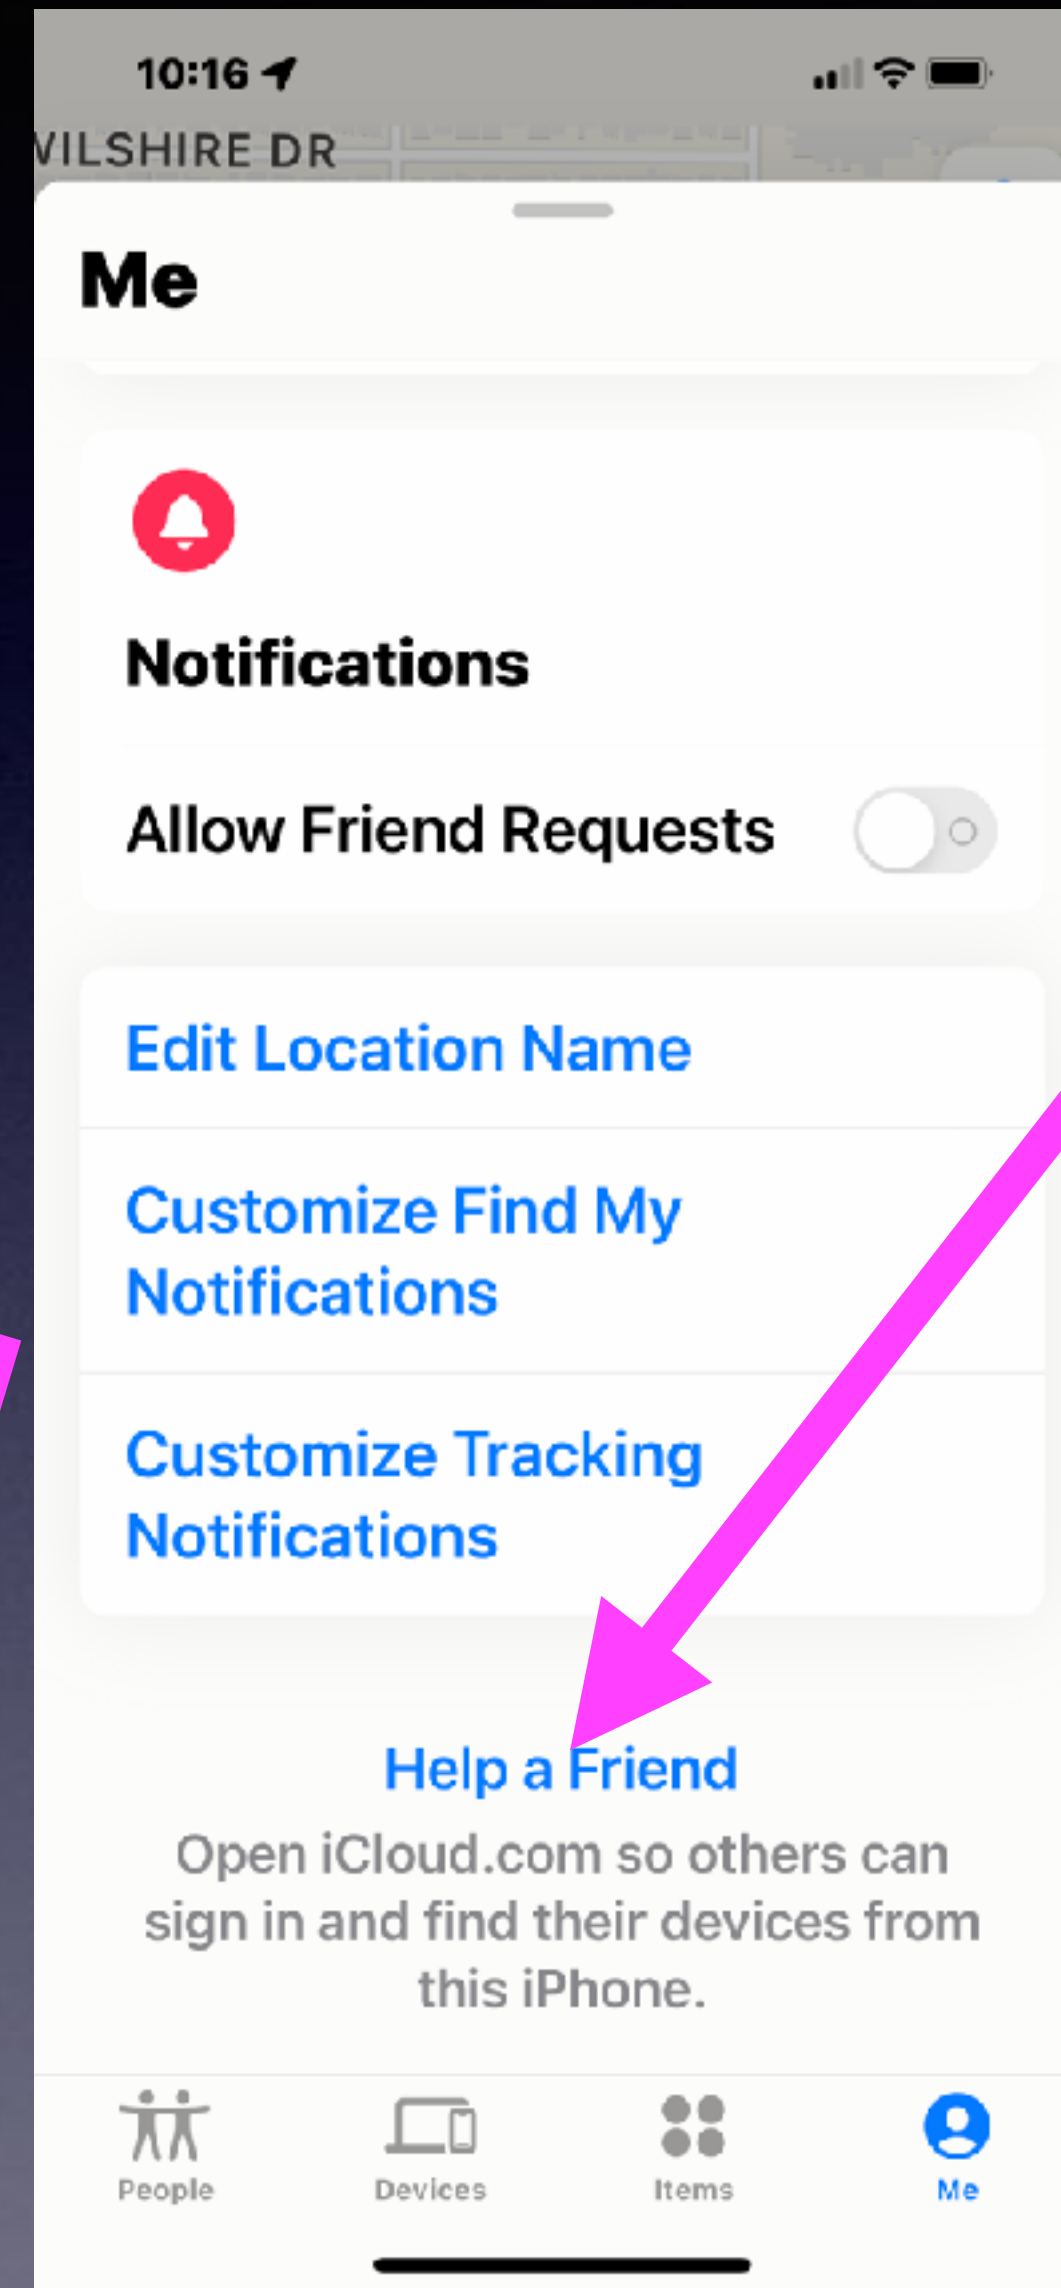 10:16
WILSHIRE DR
Me
Notifications
Allow Friend Requests
Edit Location Name
Customize Find My
Notifications
Customize Tracking
Notifications
Help a Friend
Open iCloud.com so others can
sign in and find their devices from
this iPhone.
People Devices Items Me